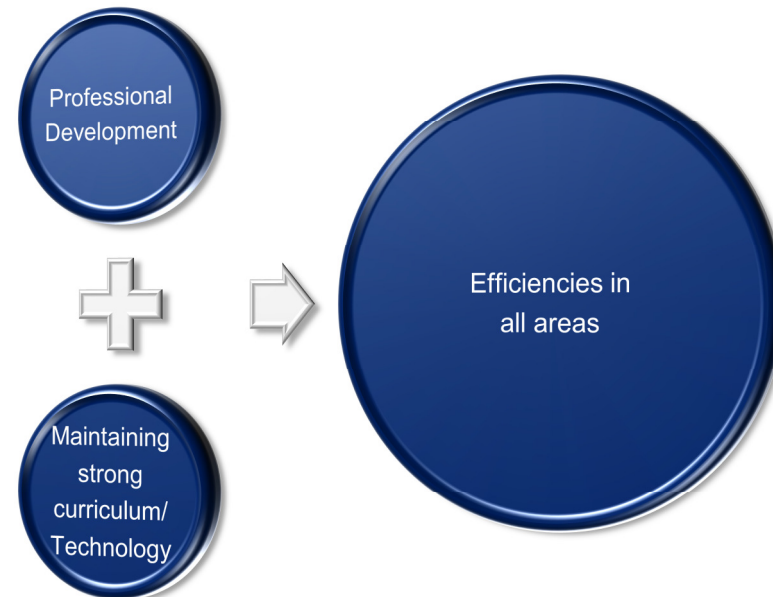 Professional
Development
Maintaining
strong
curriculum/
Technology
Efficiencies in
all areas